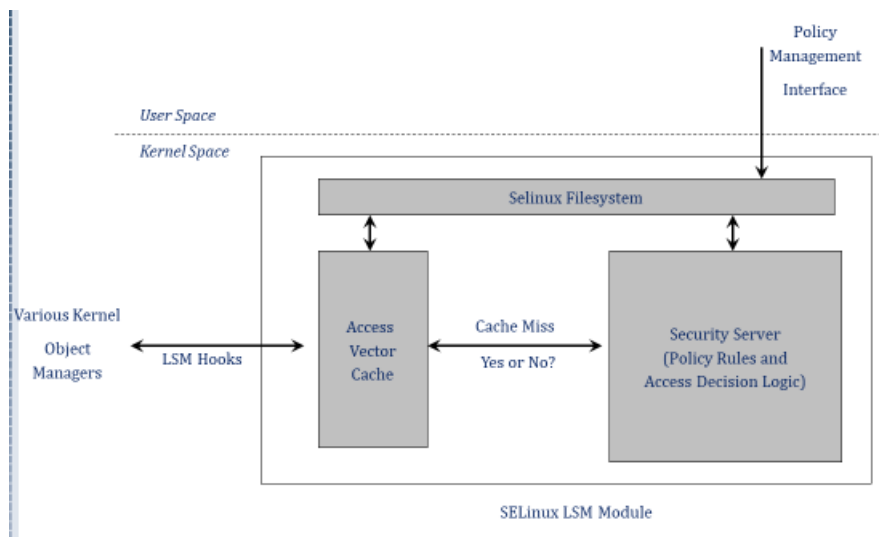 Policy
Management
Interface
User Space
Kernel Space
Selinux Filesystem
Various Kernel
Object
Managers
LSM Hooks
Access
Vector
Cache
Cache Miss
Yes or No?
Security Server
(Policy Rules and
Access Decision Logic)
SELinux LSM Module